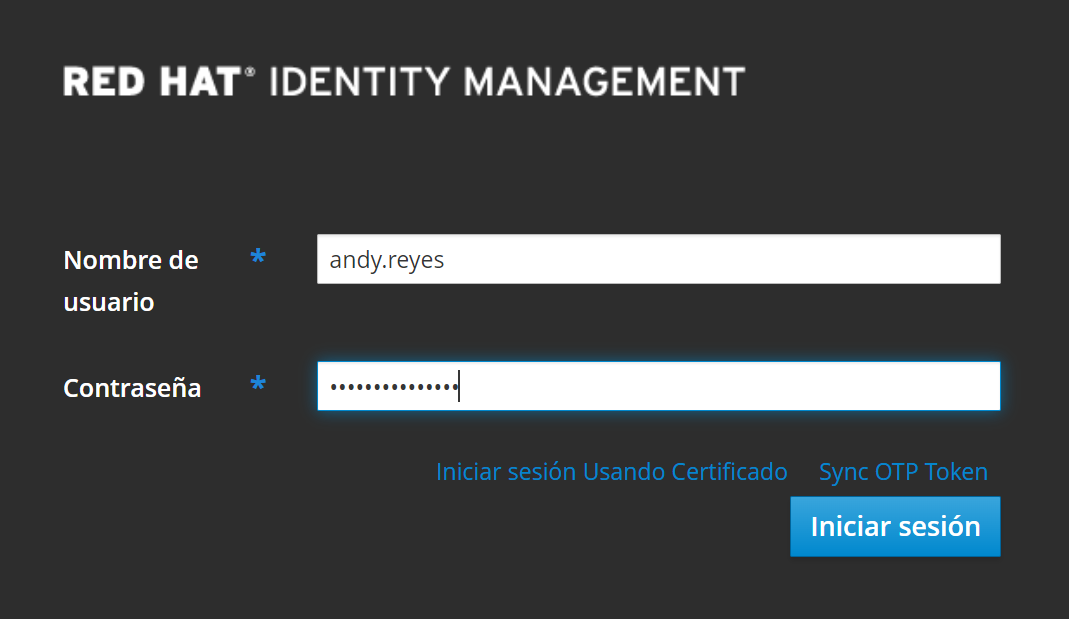 RED HAT® IDENTITY MANAGEMENT
Nombre de
usuario
*
andy.reyes
Contraseña
*
•••••••••••••••
Iniciar sesión Usando Certificado
Sync OTP Token
Iniciar sesión